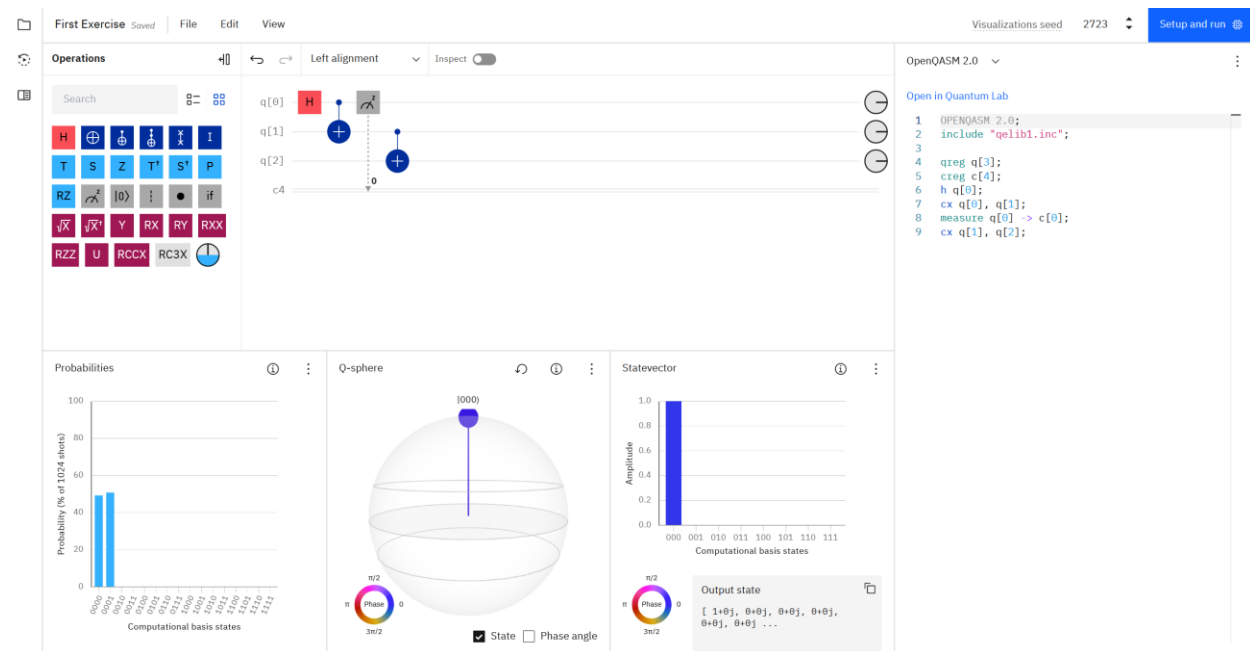 First Exercise Saved File Edit View Visualizations seed 2723 Setup and run
Operations Left alignment Inspect OpenQASM 2.0
Search
Open in Quantum Lab
H I
T S Z T† S† P
RZ z |0⟩ if
√X √X† Y RX RY RXX
RZZ U RCCX RC3X
q[0] H z
q[1]
q[2]
0
c4
1 OPENQASM 2.0;
2 include "qelib1.inc";
3
4 qreg q[3];
5 creg c[4];
6 h q[0];
7 cx q[0], q[1];
8 measure q[0] -> c[0];
9 cx q[1], q[2];
Probabilities
100
80
60
40
20
0
Probability (% of 1024 shots)
0000 0001 0010 0011 0100 0101 0110 0111 1000 1001 1010 1011 1100 1101 1110 1111
Computational basis states
Q-sphere
|000⟩
π/2
π Phase 0
3π/2
State Phase angle
Statevector
1.0
0.8
0.6
0.4
0.2
0.0
Amplitude
000 001 010 011 100 101 110 111
Computational basis states
π/2
π Phase 0
3π/2
Output state
[ 1+0j, 0+0j, 0+0j, 0+0j,
0+0j, 0+0j ...